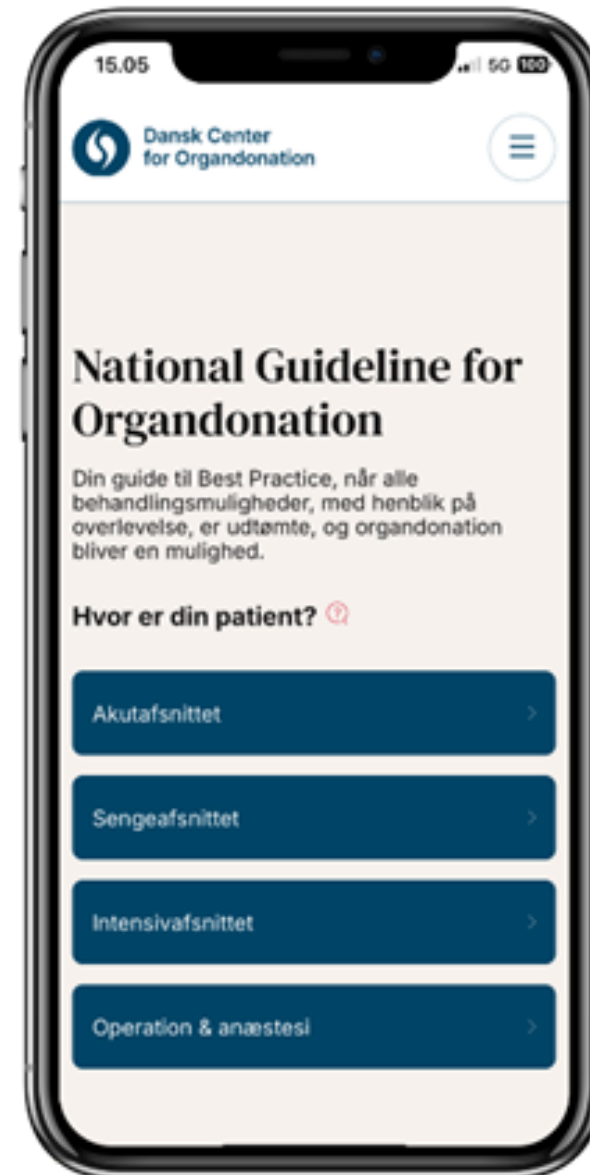 15.05
5G 100
Dansk Center
for Organdonation
National Guideline for
Organdonation
Din guide til Best Practice, når alle
behandlingsmuligheder, med henblik på
overlevelse, er udtømte, og organdonation
bliver en mulighed.
Hvor er din patient?
Akutafsnittet
Sengeafsnittet
Intensivafsnittet
Operation & anæstesi